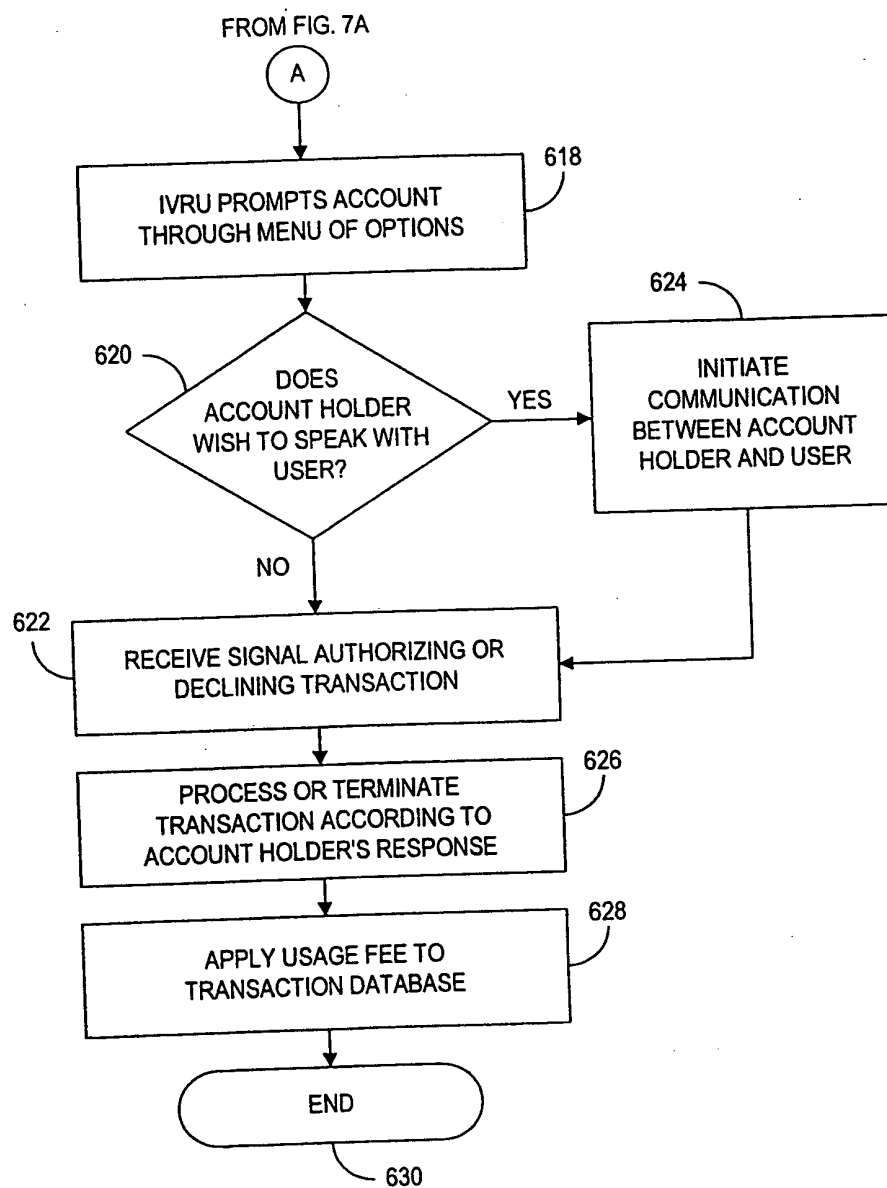 FROM FIG. 7A
A
618
IVRU PROMPTS ACCOUNT
THROUGH MENU OF OPTIONS
620
DOES
ACCOUNT HOLDER
WISH TO SPEAK WITH
USER?
YES
624
INITIATE
COMMUNICATION
BETWEEN ACCOUNT
HOLDER AND USER
NO
622
RECEIVE SIGNAL AUTHORIZING OR
DECLINING TRANSACTION
626
PROCESS OR TERMINATE
TRANSACTION ACCORDING TO
ACCOUNT HOLDER'S RESPONSE
628
APPLY USAGE FEE TO
TRANSACTION DATABASE
END
630